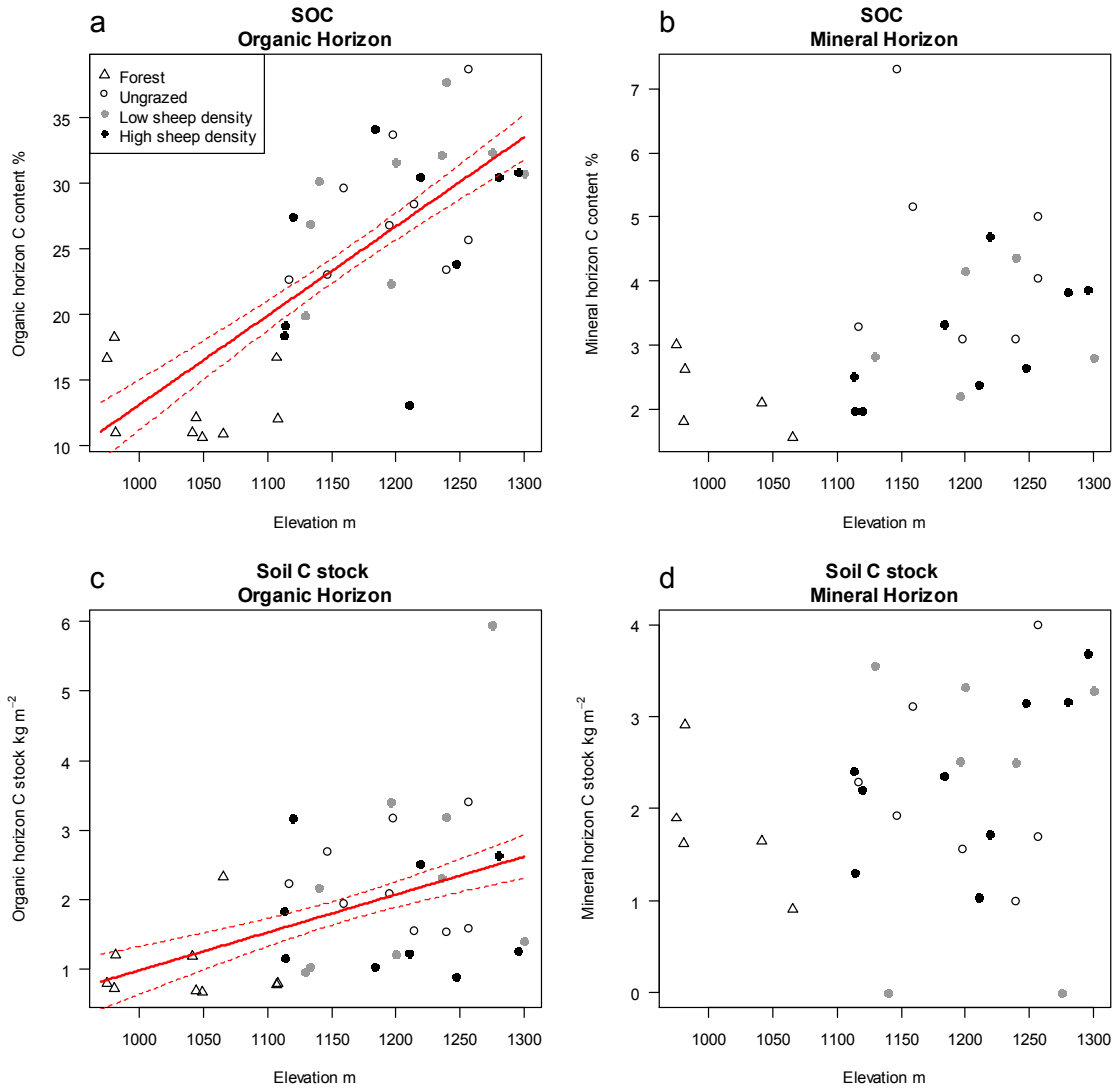 a
SOC
Organic Horizon
Forest
Ungrazed
Low sheep density
High sheep density
Organic horizon C content %
10
15
20
25
30
35
1000 1050 1100 1150 1200 1250 1300
Elevation m
b
SOC
Mineral Horizon
Mineral horizon C content %
2
3
4
5
6
7
1000 1050 1100 1150 1200 1250 1300
Elevation m
c
Soil C stock
Organic Horizon
Organic horizon C stock kg m⁻²
1
2
3
4
5
6
1000 1050 1100 1150 1200 1250 1300
Elevation m
d
Soil C stock
Mineral Horizon
Mineral horizon C stock kg m⁻²
0
1
2
3
4
1000 1050 1100 1150 1200 1250 1300
Elevation m